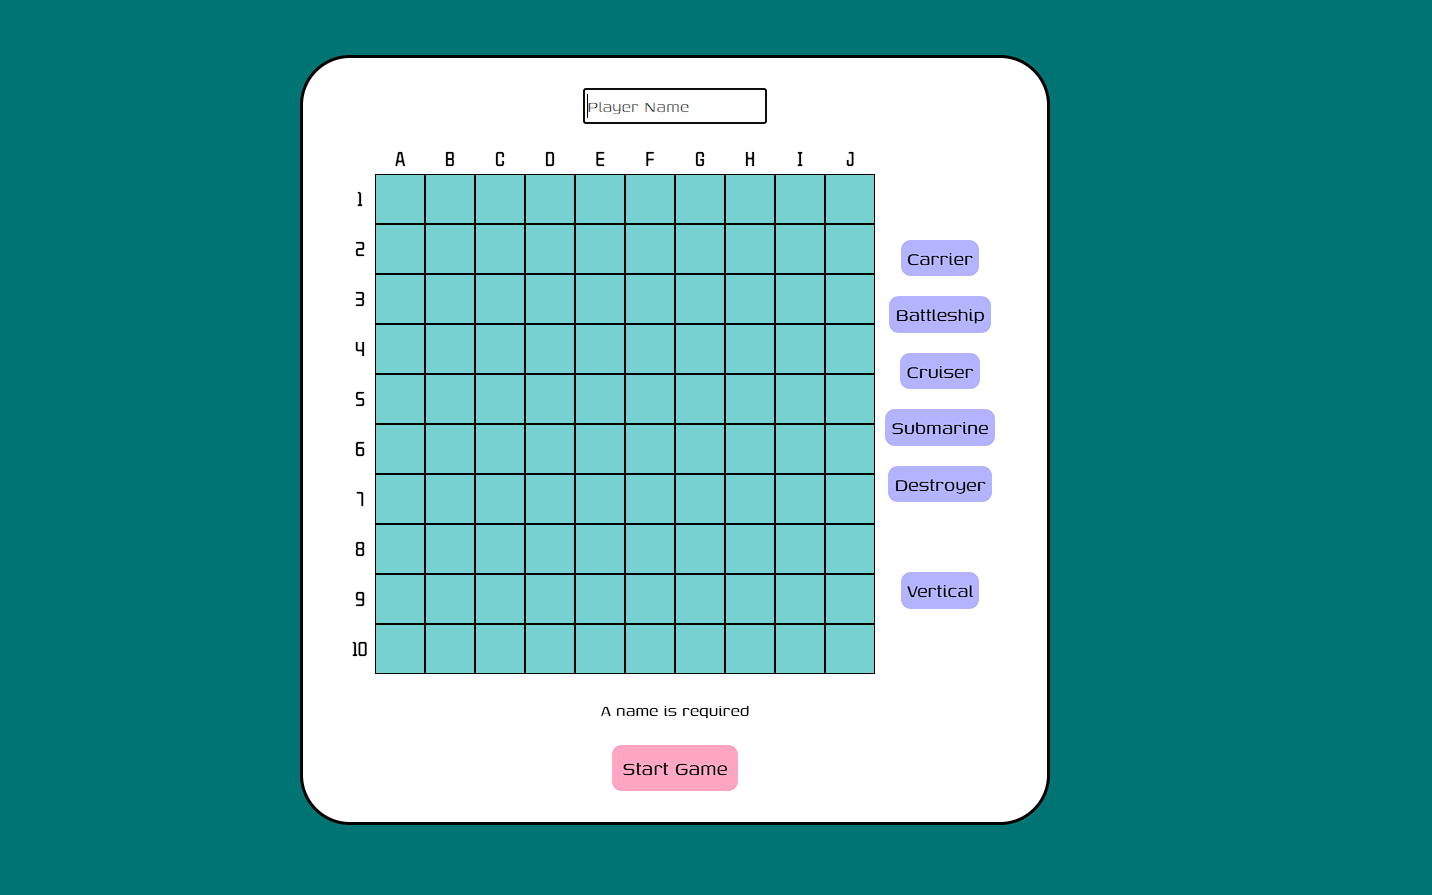 Player Name
A B C D E F G H I J
1
2
Carrier
3
Battleship
4
Cruiser
5
Submarine
6
Destroyer
7
8
Vertical
9
10
A name is required
Start Game